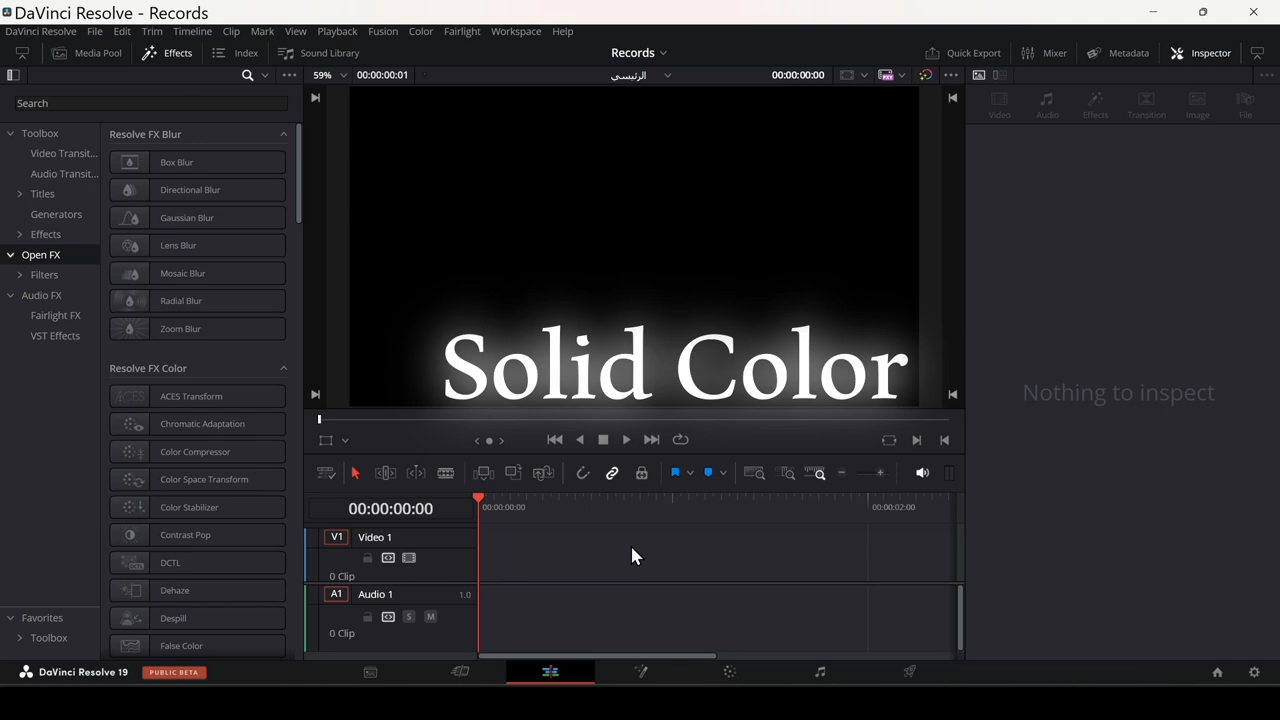 DaVinci Resolve - Records
DaVinci Resolve File Edit Trim Timeline Clip Mark View Playback Fusion Color Fairlight Workspace Help
Media Pool Effects Index Sound Library Records Quick Export Mixer Metadata Inspector
59% 00:00:00:01 الرئيسي 00:00:00:00
Search
Video Audio Effects Transition Image File
Toolbox
Video Transit...
Audio Transit...
Titles
Generators
Effects
Open FX
Filters
Audio FX
Fairlight FX
VST Effects
Favorites
Toolbox
Resolve FX Blur
Box Blur
Directional Blur
Gaussian Blur
Lens Blur
Mosaic Blur
Radial Blur
Zoom Blur
Resolve FX Color
ACES Transform
Chromatic Adaptation
Color Compressor
Color Space Transform
Color Stabilizer
Contrast Pop
DCTL
Dehaze
Despill
False Color
Solid Color
Nothing to inspect
00:00:00:00 00:00:00:00 00:00:02:00
V1 Video 1
0 Clip
A1 Audio 1 1.0
S M
0 Clip
DaVinci Resolve 19 PUBLIC BETA